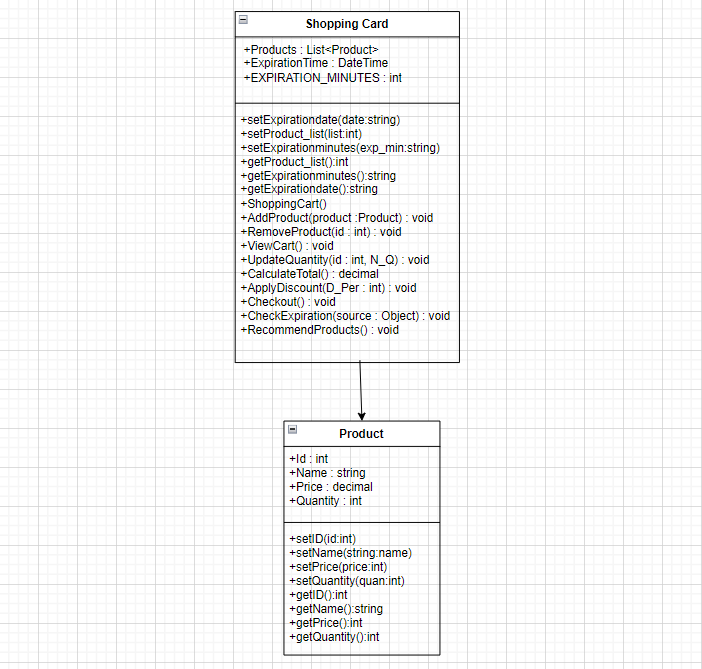 Shopping Card
+Products : List<Product>
+ExpirationTime : DateTime
+EXPIRATION_MINUTES : int
+setExpirationdate(date:string)
+setProduct_list(list:int)
+setExpirationminutes(exp_min:string)
+getProduct_list():int
+getExpirationminutes():string
+getExpirationdate():string
+ShoppingCart()
+AddProduct(product :Product) : void
+RemoveProduct(id : int) : void
+ViewCart() : void
+UpdateQuantity(id : int, N_Q) : void
+CalculateTotal() : decimal
+ApplyDiscount(D_Per : int) : void
+Checkout() : void
+CheckExpiration(source : Object) : void
+RecommendProducts() : void
Product
+Id : int
+Name : string
+Price : decimal
+Quantity : int
+setID(id:int)
+setName(string:name)
+setPrice(price:int)
+setQuantity(quan:int)
+getID():int
+getName():string
+getPrice():int
+getQuantity():int